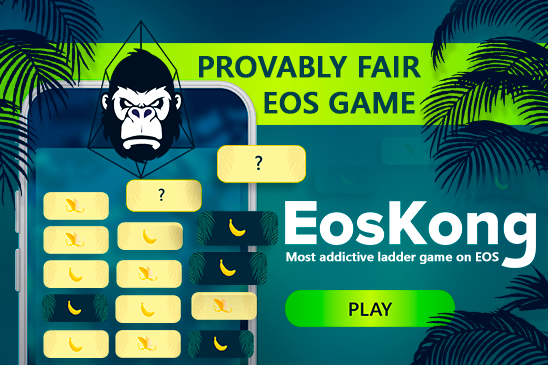 PROVABLY FAIR
EOS GAME
?
?
EosKong
Most addictive ladder game on EOS
PLAY